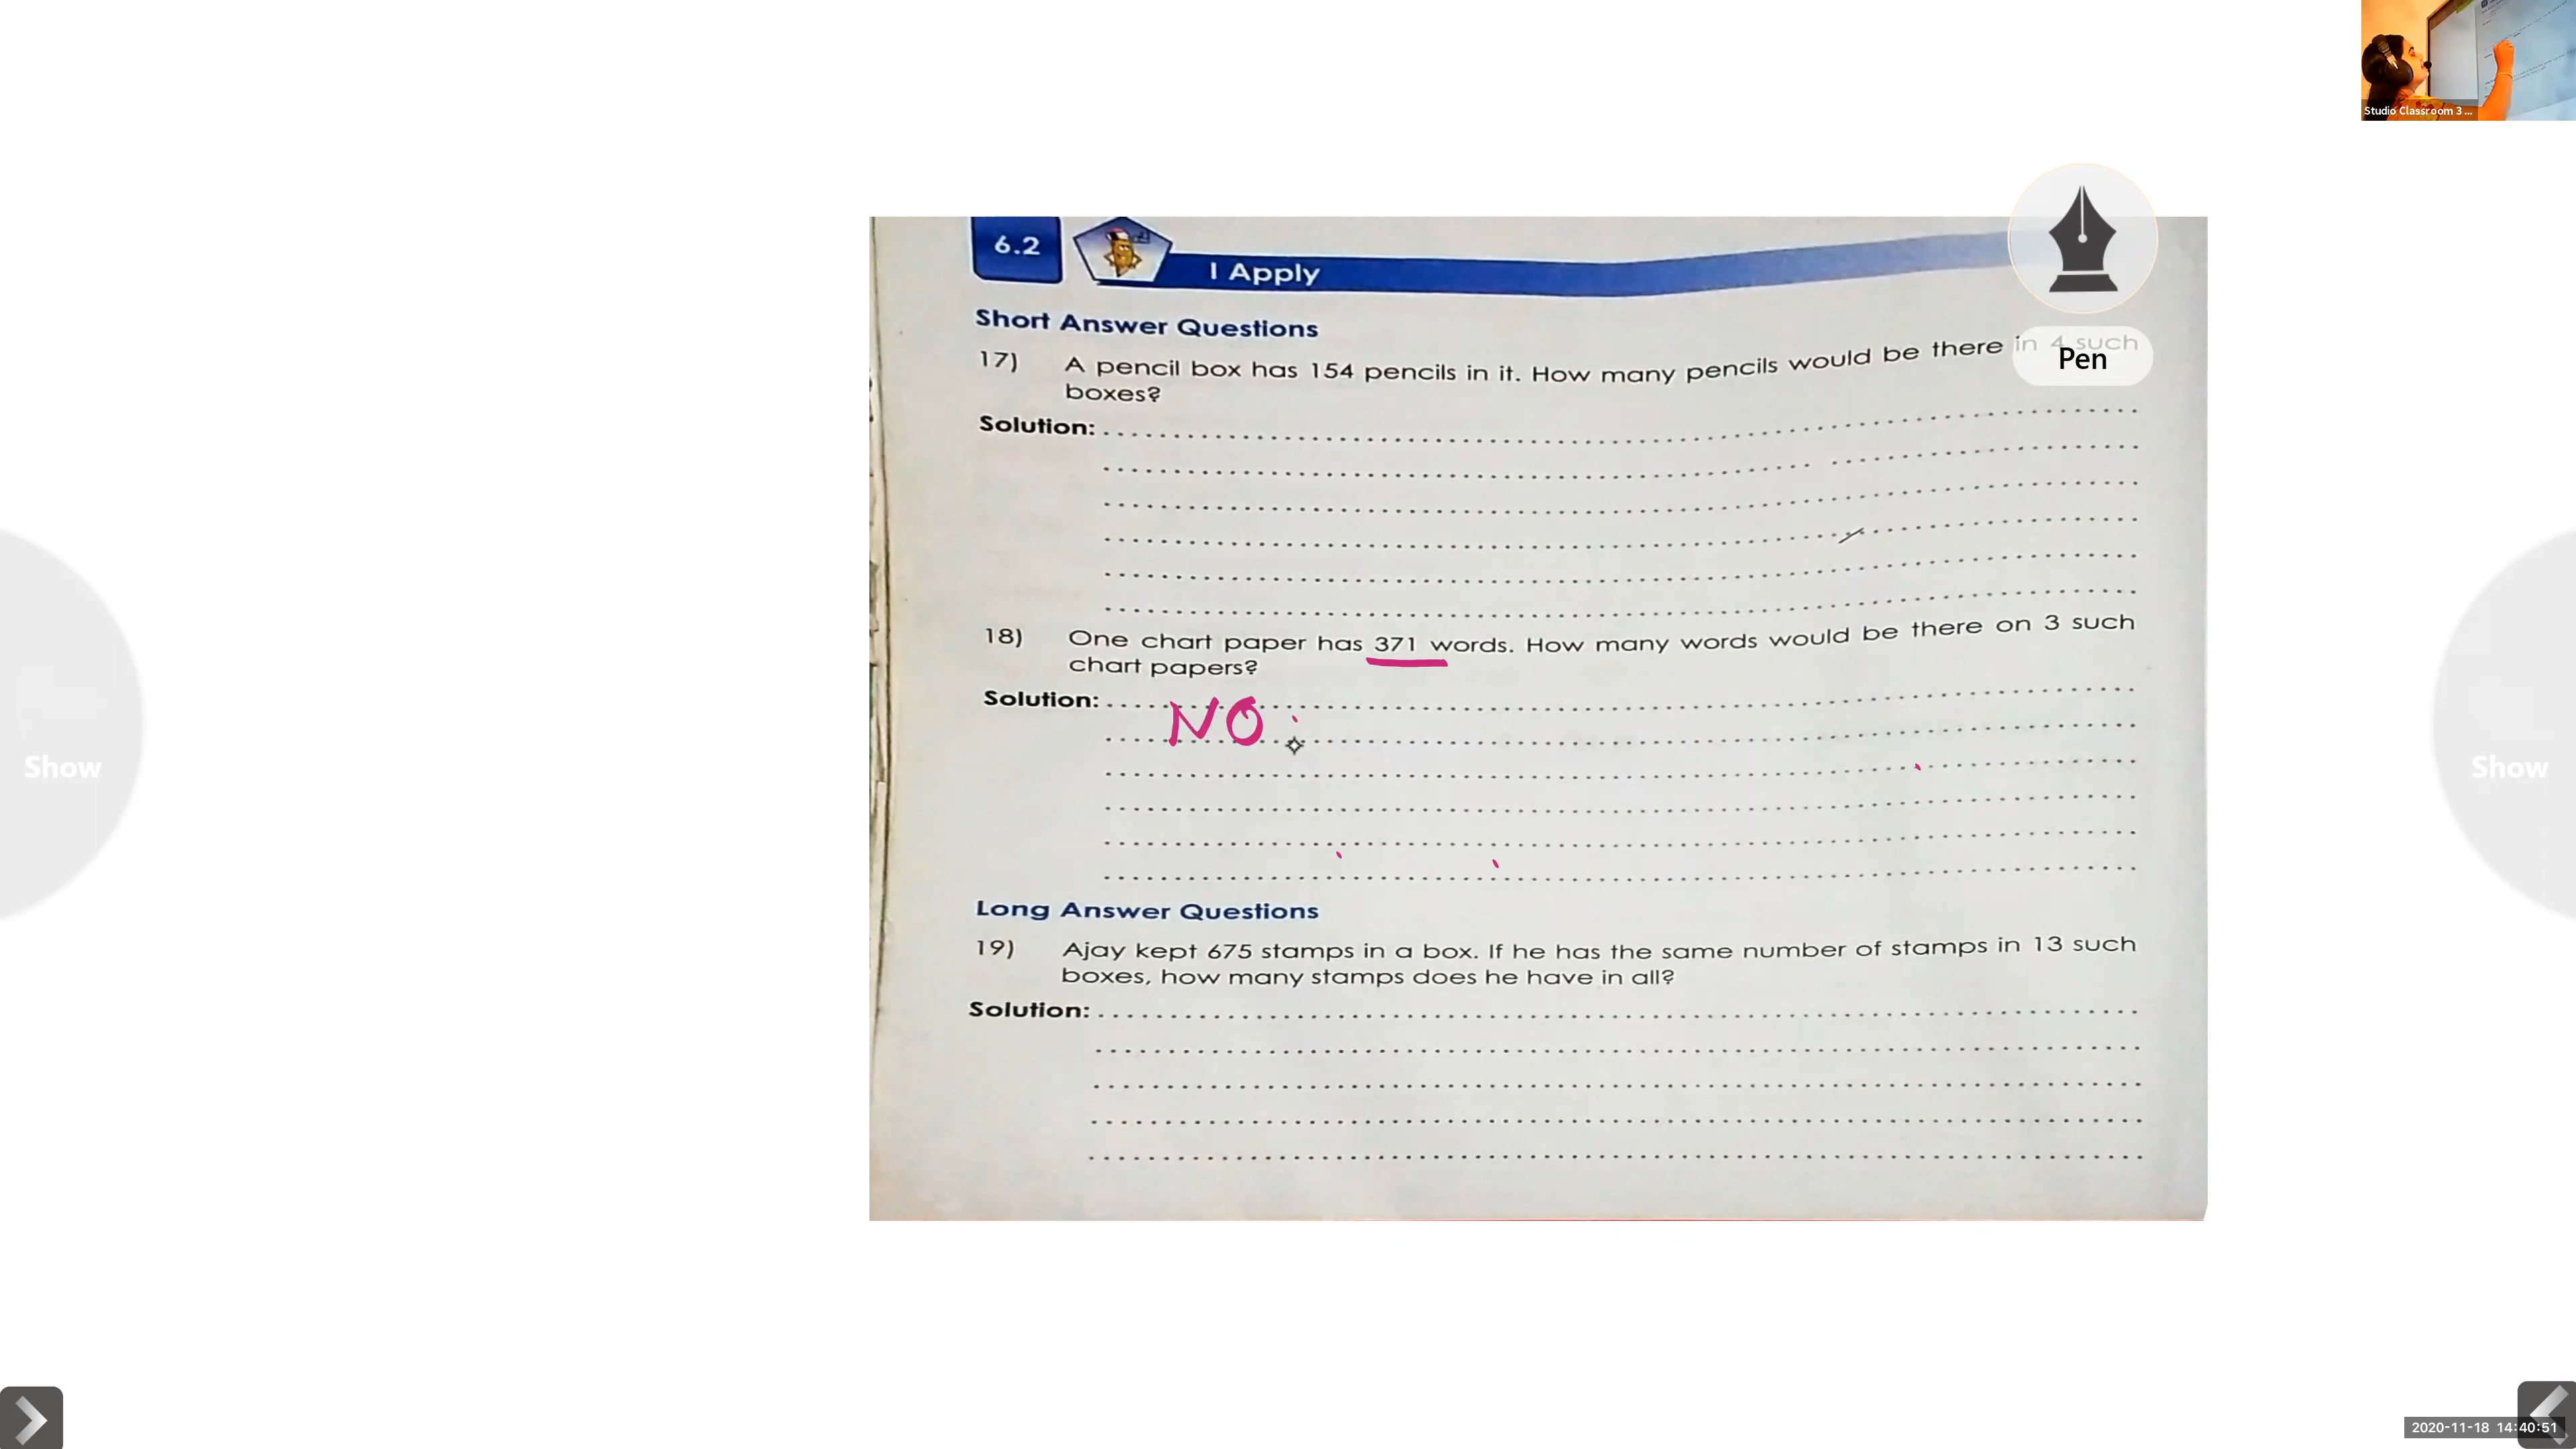 Studio Classroom 3 ...
6.2
I Apply
Short Answer Questions
17) A pencil box has 154 pencils in it. How many pencils would be there in 4 such
boxes?
Pen
Solution:
18) One chart paper has 371 words. How many words would be there on 3 such
chart papers?
Solution:
NO
Show
Show
Long Answer Questions
19) Ajay kept 675 stamps in a box. If he has the same number of stamps in 13 such
boxes, how many stamps does he have in all?
Solution:
2020-11-18 14:40:51